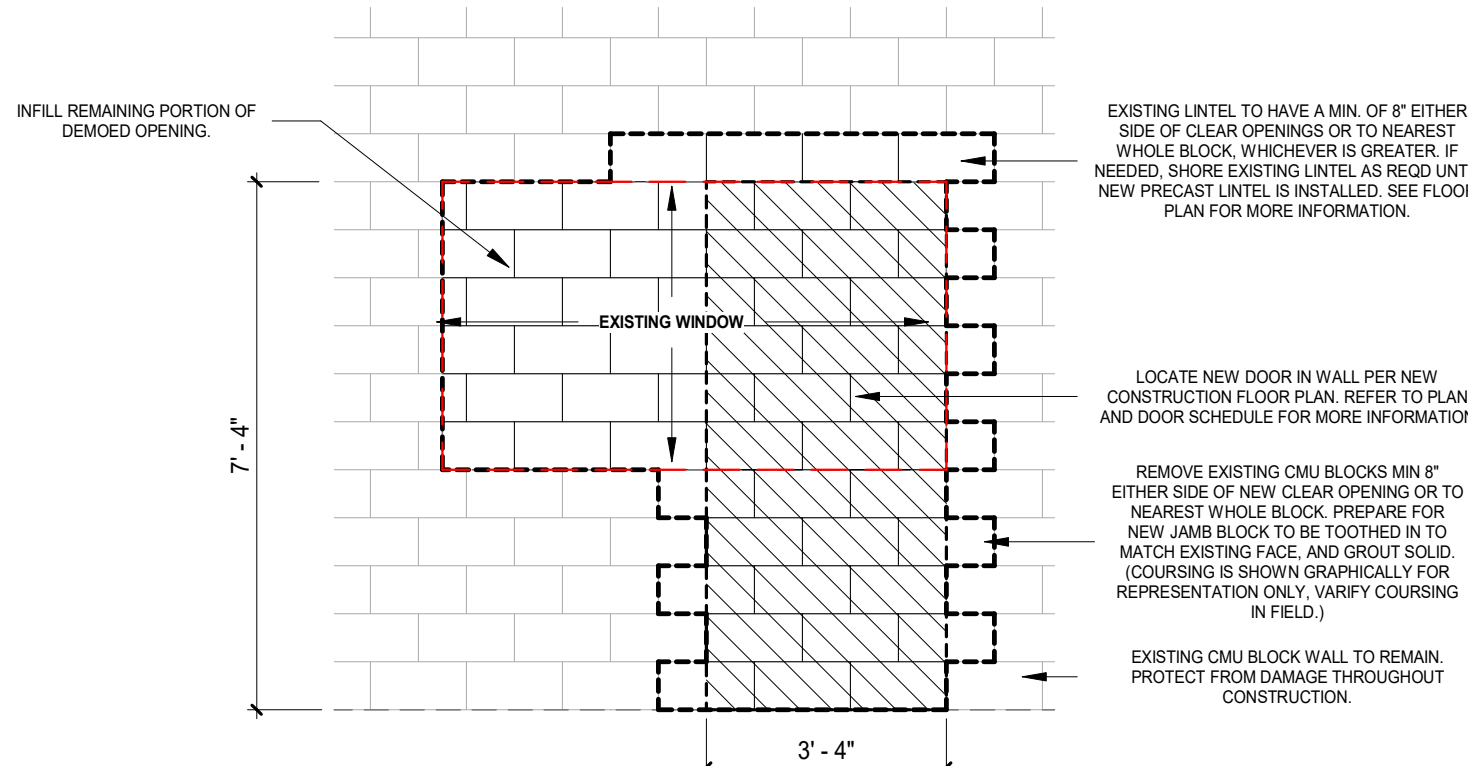 INFILL REMAINING PORTION OF
DEMOED OPENING.
EXISTING LINTEL TO HAVE A MIN. OF 8" EITHER
SIDE OF CLEAR OPENINGS OR TO NEAREST
WHOLE BLOCK, WHICHEVER IS GREATER. IF
NEEDED, SHORE EXISTING LINTEL AS REQD UNT
NEW PRECAST LINTEL IS INSTALLED. SEE FLOOR
PLAN FOR MORE INFORMATION.
EXISTING WINDOW
7' - 4"
LOCATE NEW DOOR IN WALL PER NEW
CONSTRUCTION FLOOR PLAN. REFER TO PLAN
AND DOOR SCHEDULE FOR MORE INFORMATION
REMOVE EXISTING CMU BLOCKS MIN 8"
EITHER SIDE OF NEW CLEAR OPENING OR TO
NEAREST WHOLE BLOCK. PREPARE FOR
NEW JAMB BLOCK TO BE TOOTHED IN TO
MATCH EXISTING FACE, AND GROUT SOLID.
(COURSING IS SHOWN GRAPHICALLY FOR
REPRESENTATION ONLY, VARIFY COURSING
IN FIELD.)
EXISTING CMU BLOCK WALL TO REMAIN.
PROTECT FROM DAMAGE THROUGHOUT
CONSTRUCTION.
3' - 4"